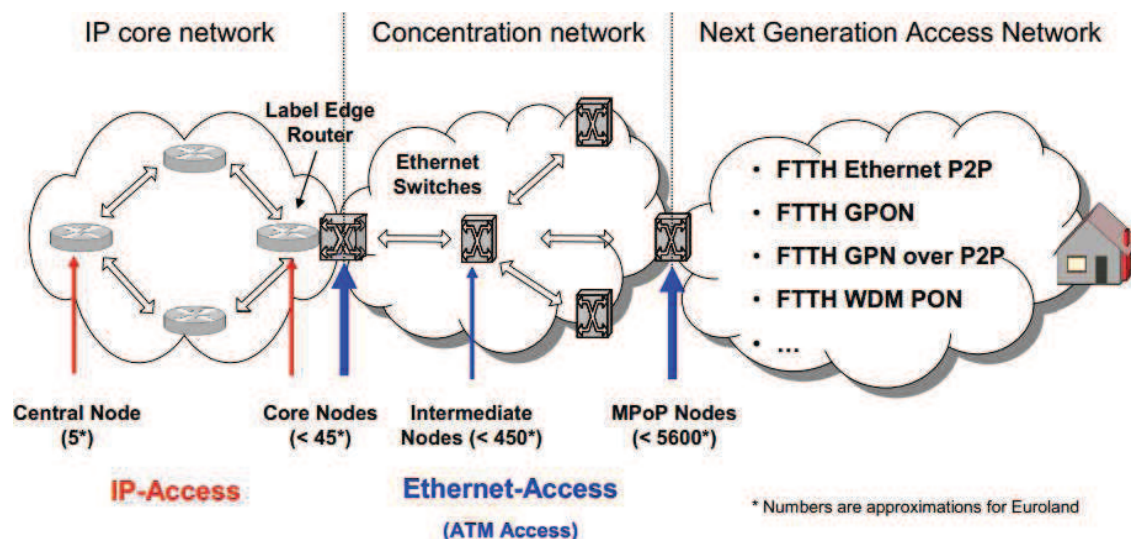 IP core network
Concentration network
Next Generation Access Network
Label Edge
Router
Ethernet
Switches
• FTTH Ethernet P2P
• FTTH GPON
• FTTH GPN over P2P
• FTTH WDM PON
• ...
Central Node
(5*)
Core Nodes
(< 45*)
Intermediate
Nodes (< 450*)
MPoP Nodes
(< 5600*)
IP-Access
Ethernet-Access
(ATM Access)
* Numbers are approximations for Euroland